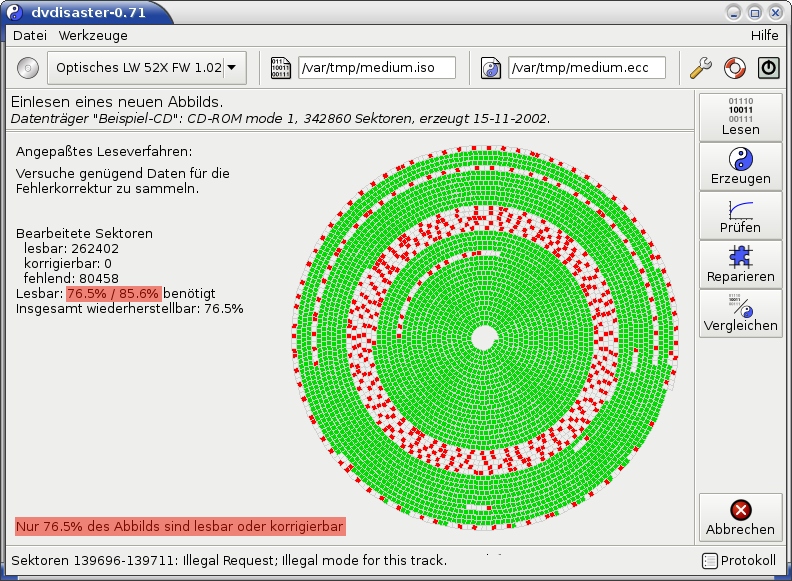 dvdisaster-0.71
Datei Werkzeuge Hilfe
Optisches LW 52X FW 1.02 /var/tmp/medium.iso /var/tmp/medium.ecc
Einlesen eines neuen Abbilds.
Datenträger "Beispiel-CD": CD-ROM mode 1, 342860 Sektoren, erzeugt 15-11-2002.
Angepaßtes Leseverfahren:
Versuche genügend Daten für die
Fehlerkorrektur zu sammeln.
Bearbeitete Sektoren
lesbar: 262402
korrigierbar: 0
fehlend: 80458
Lesbar: 76.5% / 85.6% benötigt
Insgesamt wiederherstellbar: 76.5%
Nur 76.5% des Abbilds sind lesbar oder korrigierbar
01110
10011
00111
Lesen
Erzeugen
Prüfen
Reparieren
Vergleichen
Abbrechen
Sektoren 139696-139711: Illegal Request; Illegal mode for this track.
Protokoll